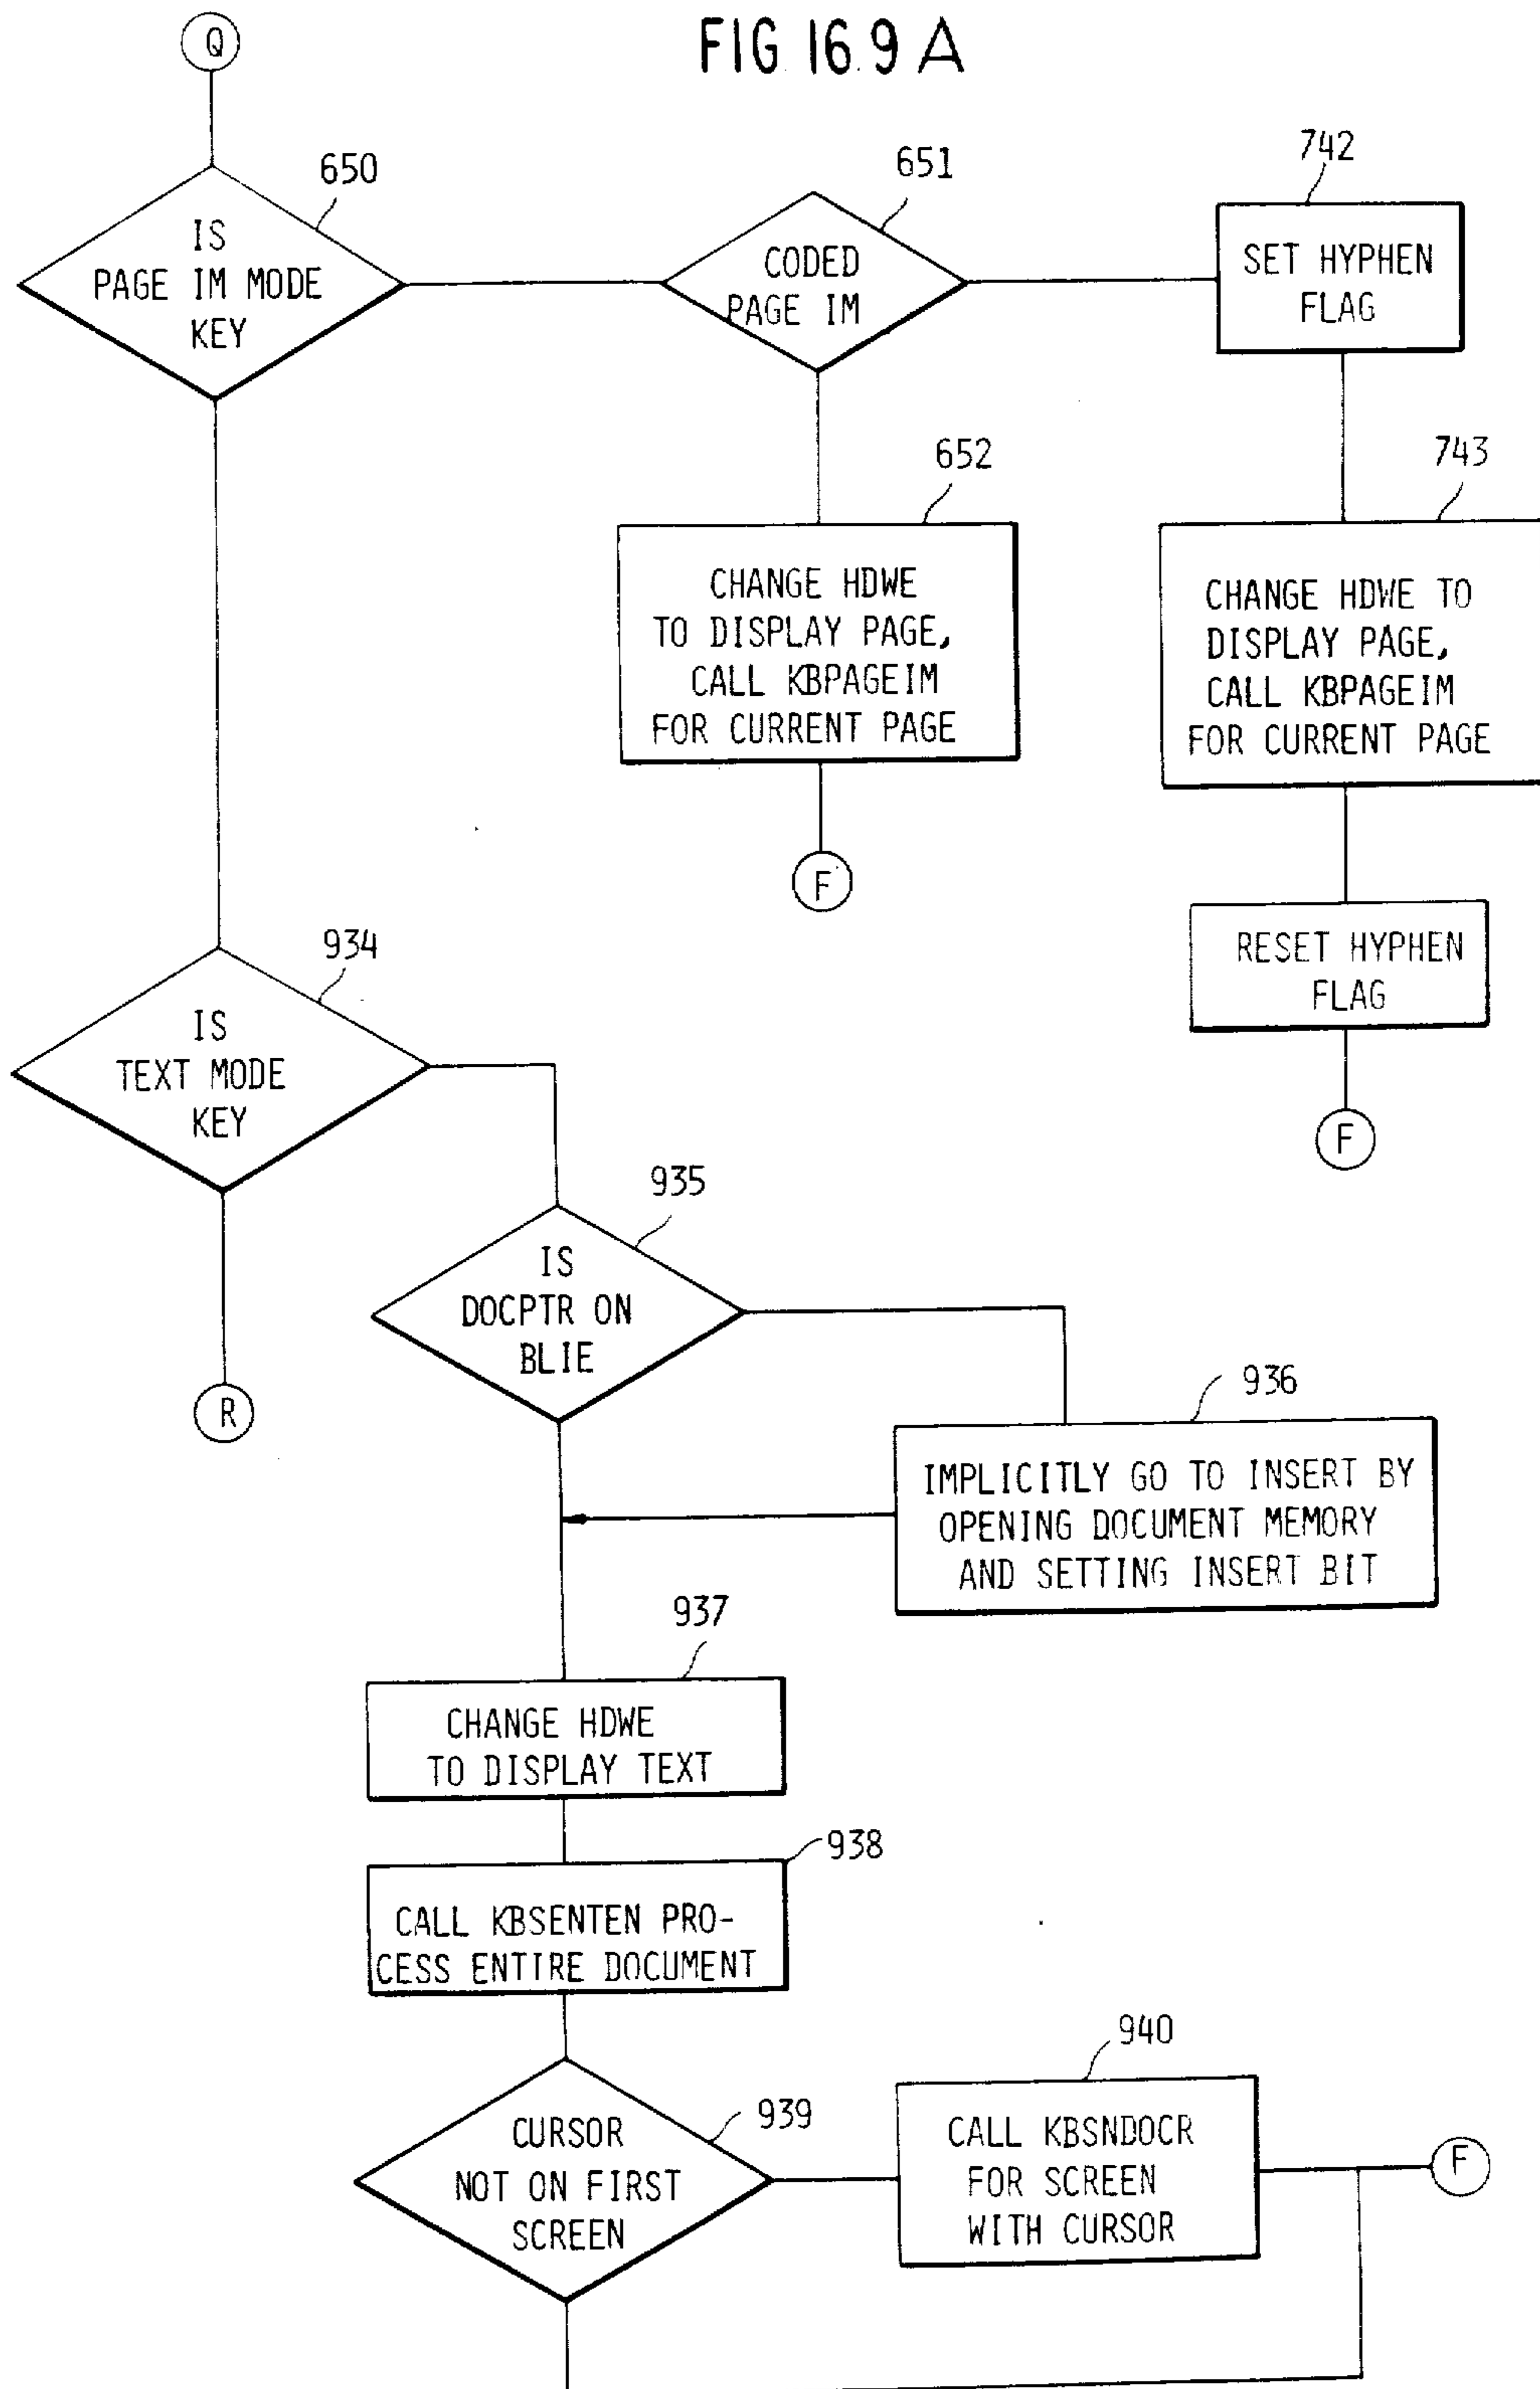 FIG 16.9 A
Q
650
IS
PAGE IM MODE
KEY
651
CODED
PAGE IM
742
SET HYPHEN
FLAG
652
CHANGE HDWE
TO DISPLAY PAGE,
CALL KBPAGEIM
FOR CURRENT PAGE
F
743
CHANGE HDWE TO
DISPLAY PAGE,
CALL KBPAGEIM
FOR CURRENT PAGE
RESET HYPHEN
FLAG
F
934
IS
TEXT MODE
KEY
R
935
IS
DOCPTR ON
BLIE
936
IMPLICITLY GO TO INSERT BY
OPENING DOCUMENT MEMORY
AND SETTING INSERT BIT
937
CHANGE HDWE
TO DISPLAY TEXT
938
CALL KBSENTEN PRO-
CESS ENTIRE DOCUMENT
939
CURSOR
NOT ON FIRST
SCREEN
940
CALL KBSNDOCR
FOR SCREEN
WITH CURSOR
F